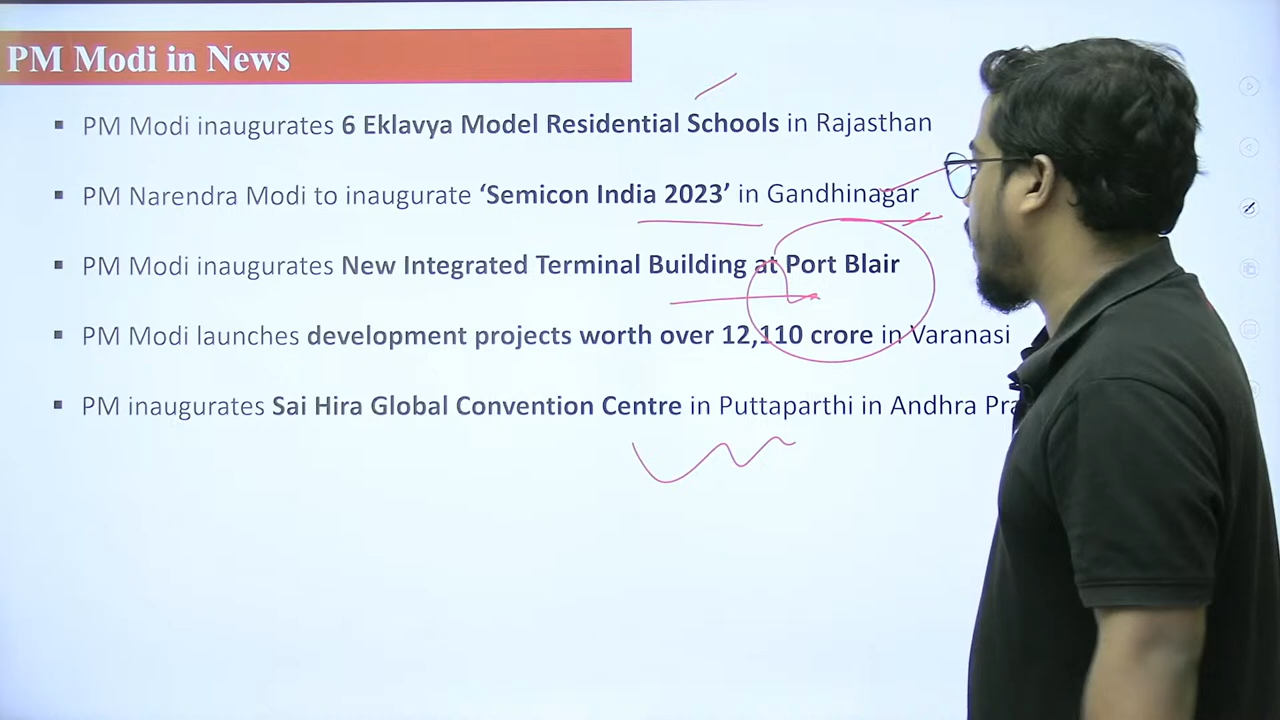 PM Modi in News
▪ PM Modi inaugurates 6 Eklavya Model Residential Schools in Rajasthan
▪ PM Narendra Modi to inaugurate ‘Semicon India 2023’ in Gandhinagar
▪ PM Modi inaugurates New Integrated Terminal Building at Port Blair
▪ PM Modi launches development projects worth over 12,110 crore in Varanasi
▪ PM inaugurates Sai Hira Global Convention Centre in Puttaparthi in Andhra Pra